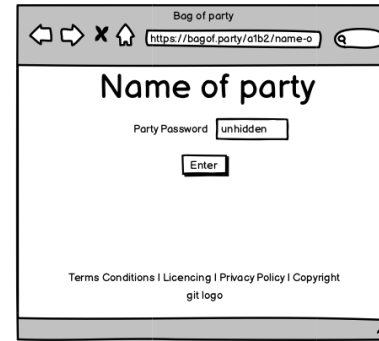 Bag of party
https://bagof.party/a1b2/name-o
Name of party
Party Password unhidden
Enter
Terms Conditions | Licencing | Privacy Policy | Copyright
git logo